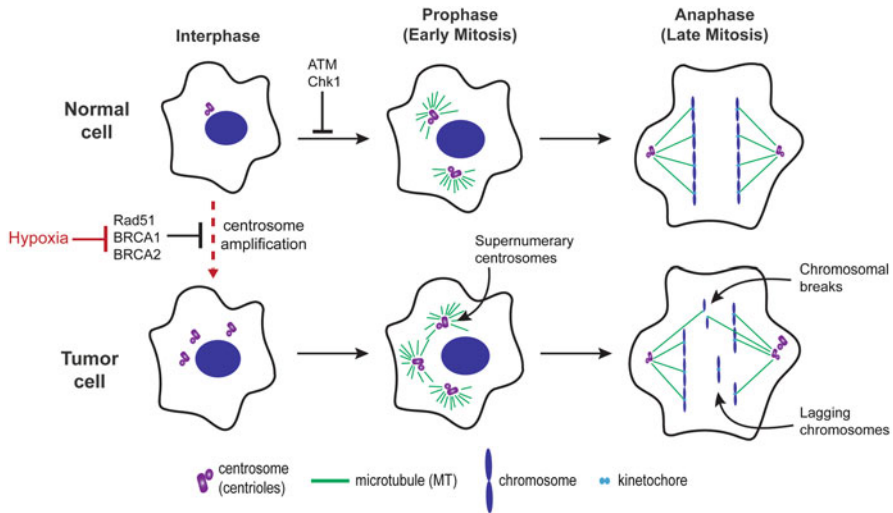 Interphase
Prophase
(Early Mitosis)
Anaphase
(Late Mitosis)
Normal
cell
ATM
Chk1
Hypoxia
Rad51
BRCA1
BRCA2
centrosome
amplification
Supernumerary
centrosomes
Chromosomal
breaks
Tumor
cell
Lagging
chromosomes
centrosome
(centrioles)
microtubule (MT)
chromosome
kinetochore